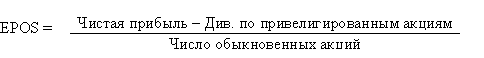 EPOS =
Чистая прибыль – Див. по привелигированным акциям
Число обыкновенных акций